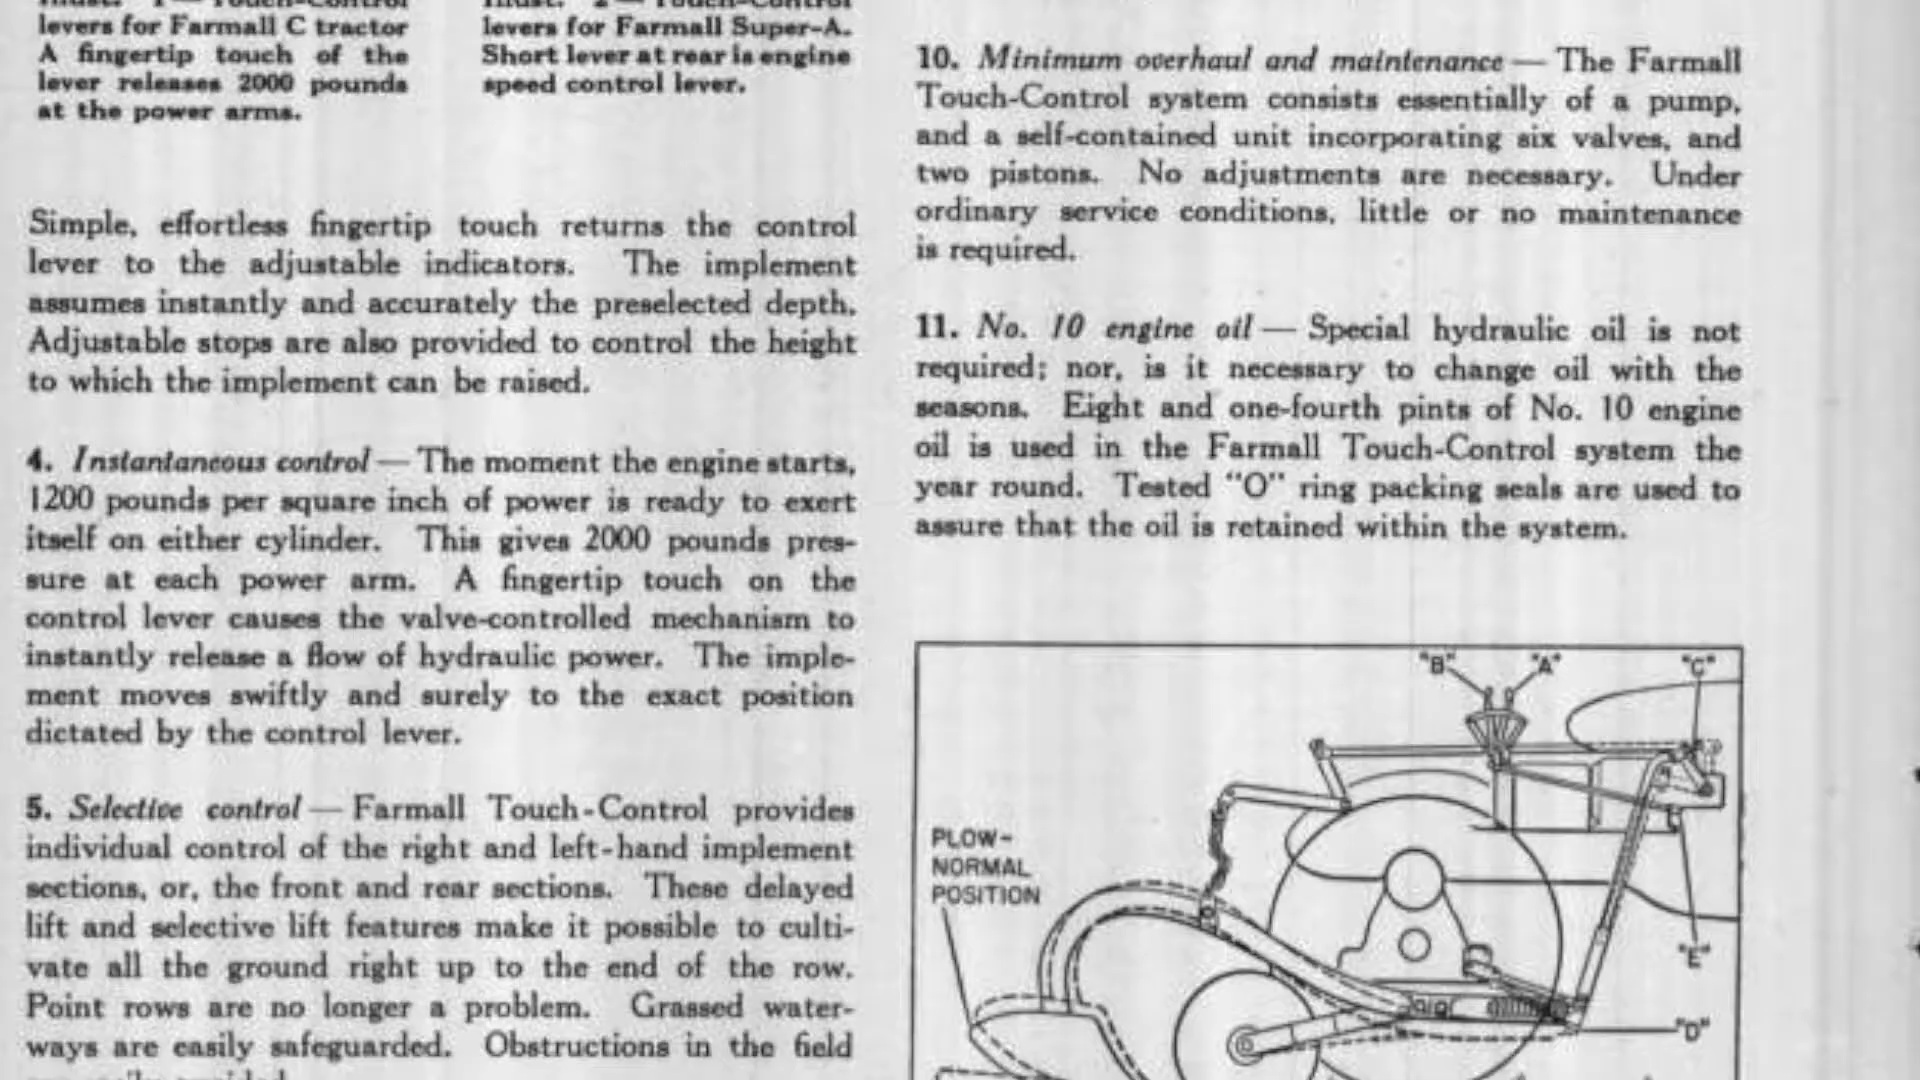 levers for Farmall C tractor
A fingertip touch of the
lever releases 2000 pounds
at the power arms.
levers for Farmall Super-A.
Short lever at rear is engine
speed control lever.
Simple, effortless fingertip touch returns the control
lever to the adjustable indicators. The implement
assumes instantly and accurately the preselected depth.
Adjustable stops are also provided to control the height
to which the implement can be raised.
4. Instantaneous control — The moment the engine starts,
1200 pounds per square inch of power is ready to exert
itself on either cylinder. This gives 2000 pounds pres-
sure at each power arm. A fingertip touch on the
control lever causes the valve-controlled mechanism to
instantly release a flow of hydraulic power. The imple-
ment moves swiftly and surely to the exact position
dictated by the control lever.
5. Selective control — Farmall Touch-Control provides
individual control of the right and left-hand implement
sections, or, the front and rear sections. These delayed
lift and selective lift features make it possible to culti-
vate all the ground right up to the end of the row.
Point rows are no longer a problem. Grassed water-
ways are easily safeguarded. Obstructions in the field
10. Minimum overhaul and maintenance — The Farmall
Touch-Control system consists essentially of a pump,
and a self-contained unit incorporating six valves, and
two pistons. No adjustments are necessary. Under
ordinary service conditions, little or no maintenance
is required.
11. No. 10 engine oil — Special hydraulic oil is not
required; nor, is it necessary to change oil with the
seasons. Eight and one-fourth pints of No. 10 engine
oil is used in the Farmall Touch-Control system the
year round. Tested "O" ring packing seals are used to
assure that the oil is retained within the system.
"B" "A" "C"
PLOW-
NORMAL
POSITION
"E"
"D"